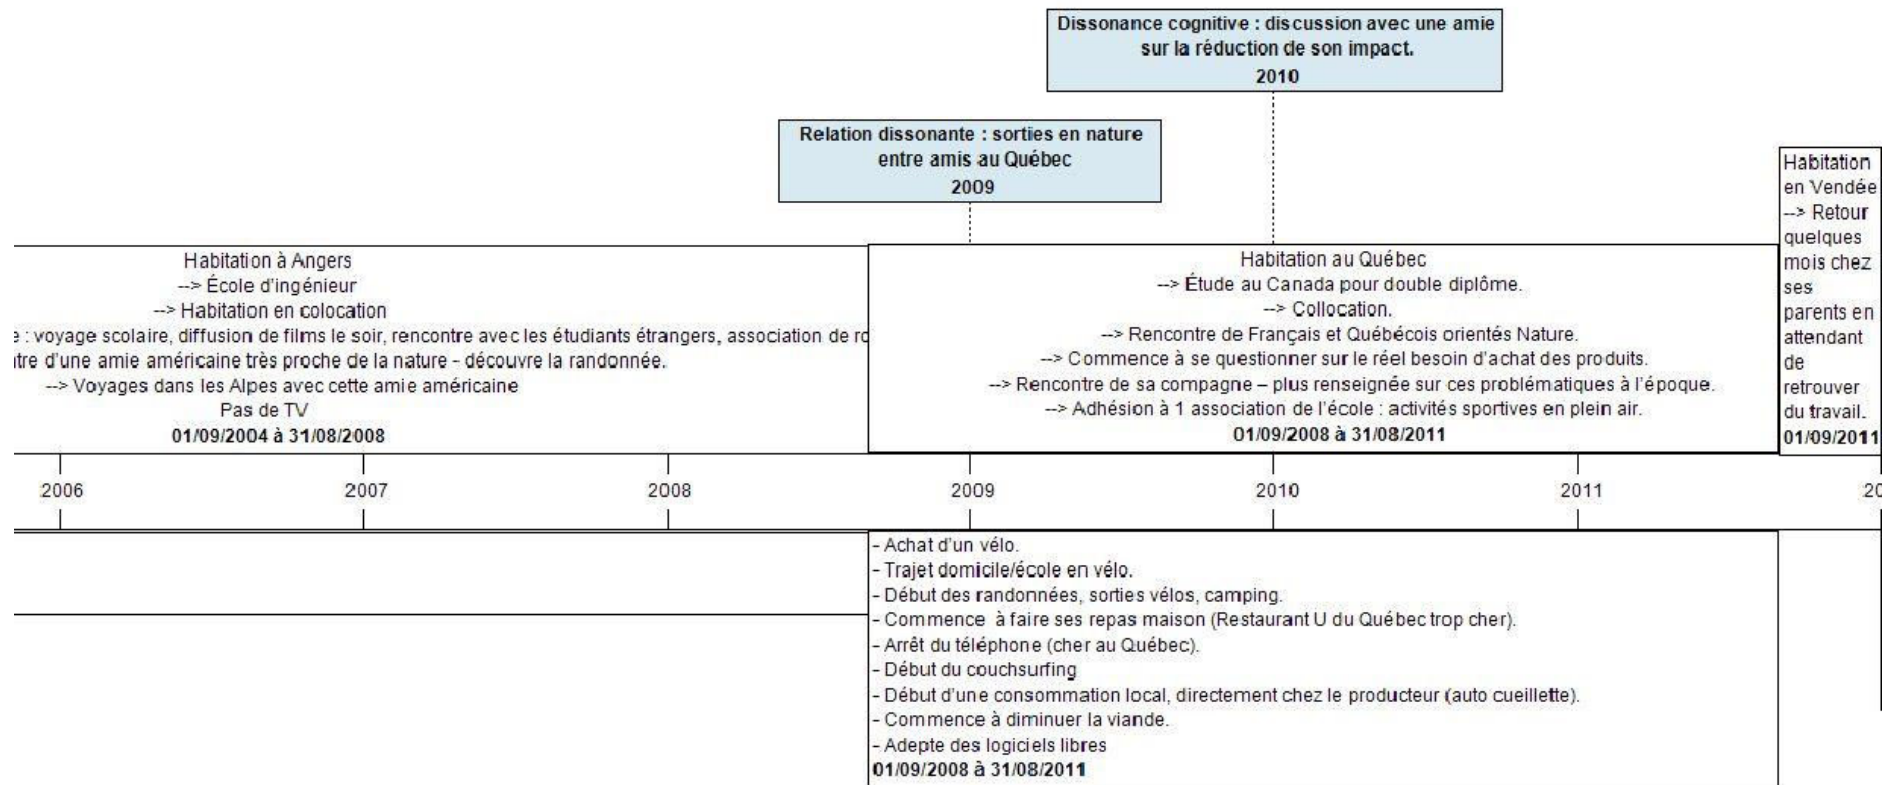 Dissonance cognitive : discussion avec une amie
sur la réduction de son impact.
2010
Relation dissonante : sorties en nature
entre amis au Québec
2009
Habitation à Angers
--> École d'ingénieur
--> Habitation en colocation
e : voyage scolaire, diffusion de films le soir, rencontre avec les étudiants étrangers, association de ro
tre d'une amie américaine très proche de la nature - découvre la randonnée.
--> Voyages dans les Alpes avec cette amie américaine
Pas de TV
01/09/2004 à 31/08/2008
Habitation au Québec
--> Étude au Canada pour double diplôme.
--> Collocation.
--> Rencontre de Français et Québécois orientés Nature.
--> Commence à se questionner sur le réel besoin d'achat des produits.
--> Rencontre de sa compagne – plus renseignée sur ces problématiques à l'époque.
--> Adhésion à 1 association de l'école : activités sportives en plein air.
01/09/2008 à 31/08/2011
Habitation
en Vendée
--> Retour
quelques
mois chez
ses
parents en
attendant
de
retrouver
du travail.
01/09/2011
2006 2007 2008 2009 2010 2011 20
- Achat d'un vélo.
- Trajet domicile/école en vélo.
- Début des randonnées, sorties vélos, camping.
- Commence à faire ses repas maison (Restaurant U du Québec trop cher).
- Arrêt du téléphone (cher au Québec).
- Début du couchsurfing
- Début d'une consommation local, directement chez le producteur (auto cueillette).
- Commence à diminuer la viande.
- Adepte des logiciels libres
01/09/2008 à 31/08/2011